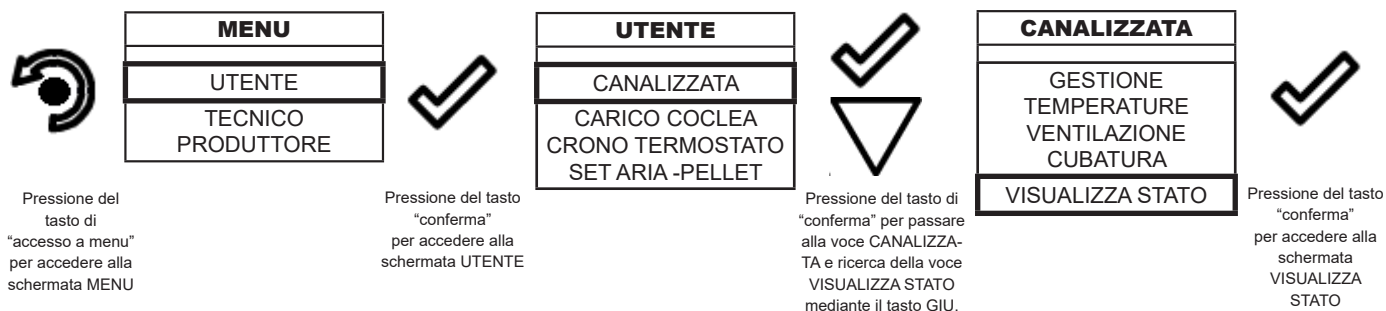 MENU
UTENTE
TECNICO
PRODUTTORE
Pressione del
tasto di
“accesso a menu”
per accedere alla
schermata MENU
Pressione del tasto
“conferma”
per accedere alla
schermata UTENTE
UTENTE
CANALIZZATA
CARICO COCLEA
CRONO TERMOSTATO
SET ARIA -PELLET
Pressione del tasto di
“conferma” per passare
alla voce CANALIZZA-
TA e ricerca della voce
VISUALIZZA STATO
mediante il tasto GIU.
CANALIZZATA
GESTIONE
TEMPERATURE
VENTILAZIONE
CUBATURA
VISUALIZZA STATO
Pressione del tasto
“conferma”
per accedere alla
schermata
VISUALIZZA
STATO